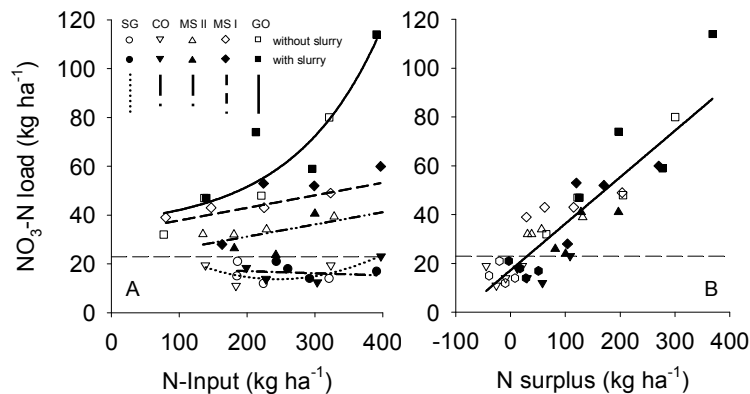 SG CO MS II MS I GO
without slurry
with slurry
120
100
80
60
40
20
0
NO3-N load (kg ha-1)
A
0 100 200 300 400
N-Input (kg ha-1)
120
100
80
60
40
20
0
B
-100 0 100 200 300 400
N surplus (kg ha-1)